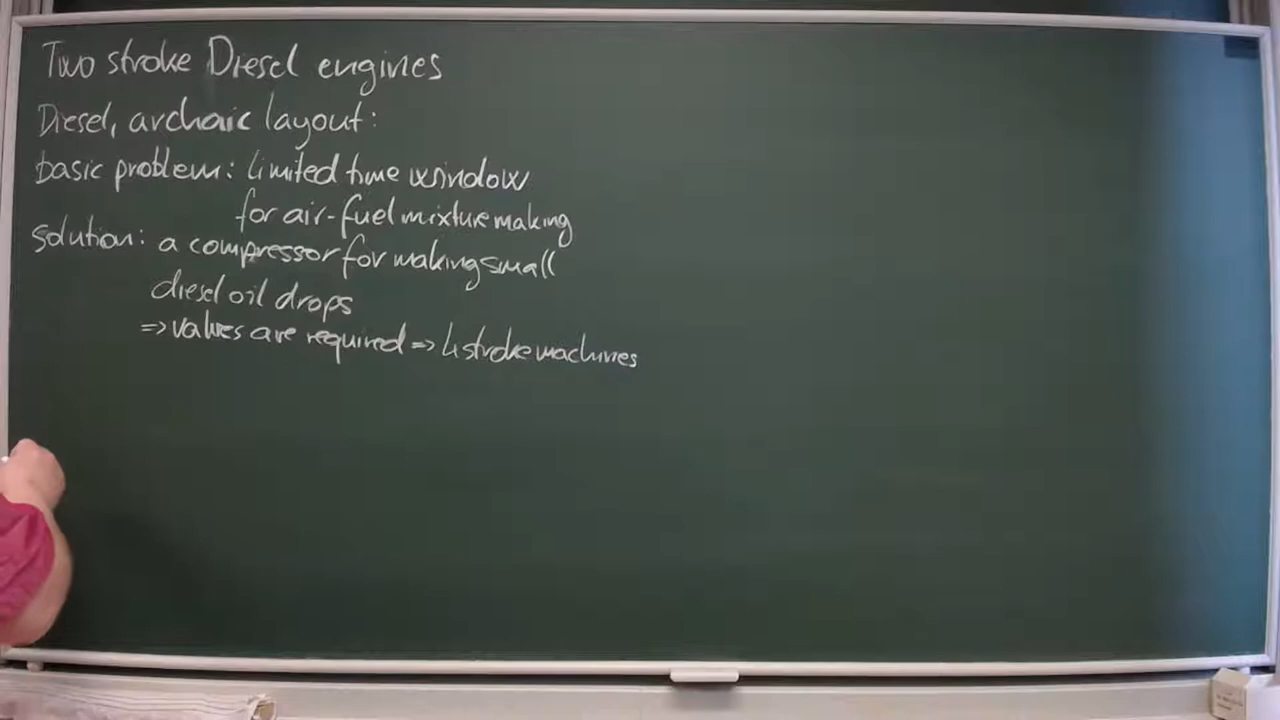 Two stroke Diesel engines
Diesel, archaic layout:
basic problem: limited time window
for air-fuel mixture making
solution: a compressor for making small
diesel oil drops
=> valves are required => 4 stroke machines